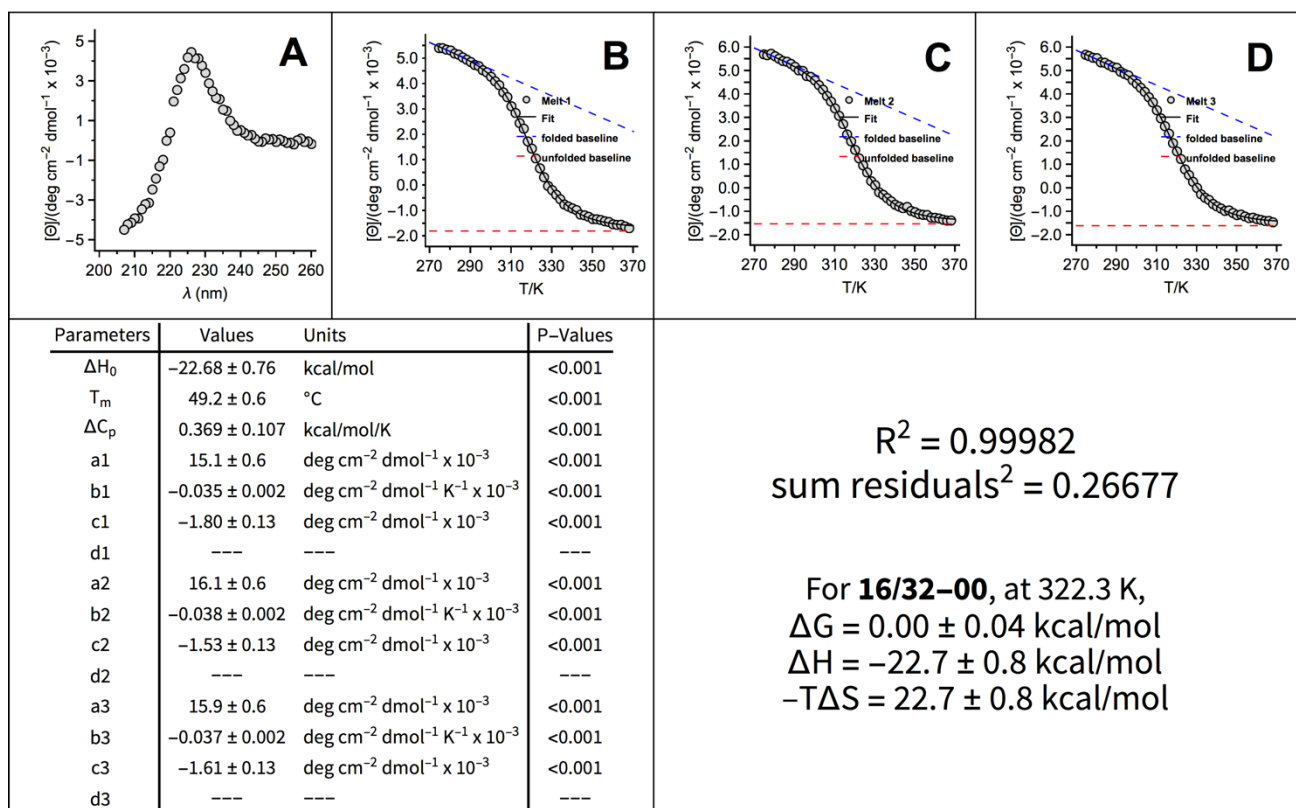 A
[Θ]/(deg cm⁻² dmol⁻¹ x 10⁻³)
5
3
1
−1
−3
−5
200 210 220 230 240 250 260
λ (nm)
B
[Θ]/(deg cm⁻² dmol⁻¹ x 10⁻³)
5.0
4.0
3.0
2.0
1.0
0.0
−1.0
−2.0
Melt 1
Fit
folded baseline
unfolded baseline
270 290 310 330 350 370
T/K
C
[Θ]/(deg cm⁻² dmol⁻¹ x 10⁻³)
6.0
5.0
4.0
3.0
2.0
1.0
0.0
−1.0
−2.0
Melt 2
Fit
folded baseline
unfolded baseline
270 290 310 330 350 370
T/K
D
[Θ]/(deg cm⁻² dmol⁻¹ x 10⁻³)
6.0
5.0
4.0
3.0
2.0
1.0
0.0
−1.0
−2.0
Melt 3
Fit
folded baseline
unfolded baseline
270 290 310 330 350 370
T/K
Parameters Values Units P−Values
ΔH₀ −22.68 ± 0.76 kcal/mol <0.001
Tₘ 49.2 ± 0.6 °C <0.001
ΔCₚ 0.369 ± 0.107 kcal/mol/K <0.001
a1 15.1 ± 0.6 deg cm⁻² dmol⁻¹ x 10⁻³ <0.001
b1 −0.035 ± 0.002 deg cm⁻² dmol⁻¹ K⁻¹ x 10⁻³ <0.001
c1 −1.80 ± 0.13 deg cm⁻² dmol⁻¹ x 10⁻³ <0.001
d1 −−− −−− −−−
a2 16.1 ± 0.6 deg cm⁻² dmol⁻¹ x 10⁻³ <0.001
b2 −0.038 ± 0.002 deg cm⁻² dmol⁻¹ K⁻¹ x 10⁻³ <0.001
c2 −1.53 ± 0.13 deg cm⁻² dmol⁻¹ x 10⁻³ <0.001
d2 −−− −−− −−−
a3 15.9 ± 0.6 deg cm⁻² dmol⁻¹ x 10⁻³ <0.001
b3 −0.037 ± 0.002 deg cm⁻² dmol⁻¹ K⁻¹ x 10⁻³ <0.001
c3 −1.61 ± 0.13 deg cm⁻² dmol⁻¹ x 10⁻³ <0.001
d3 −−− −−− −−−
R² = 0.99982
sum residuals² = 0.26677
For 16/32−00, at 322.3 K,
ΔG = 0.00 ± 0.04 kcal/mol
ΔH = −22.7 ± 0.8 kcal/mol
−TΔS = 22.7 ± 0.8 kcal/mol